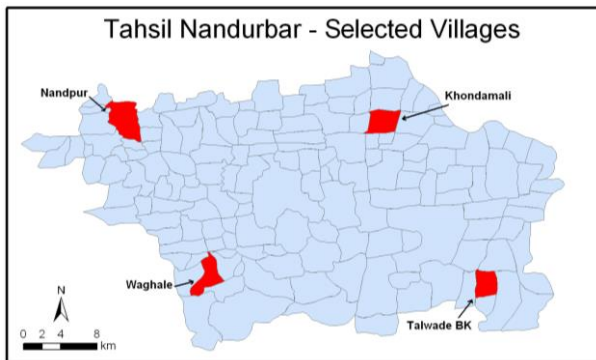 Tahsil Nandurbar - Selected Villages
Nandpur
Khondamali
Waghale
N
Talwade BK
0 2 4 8
km